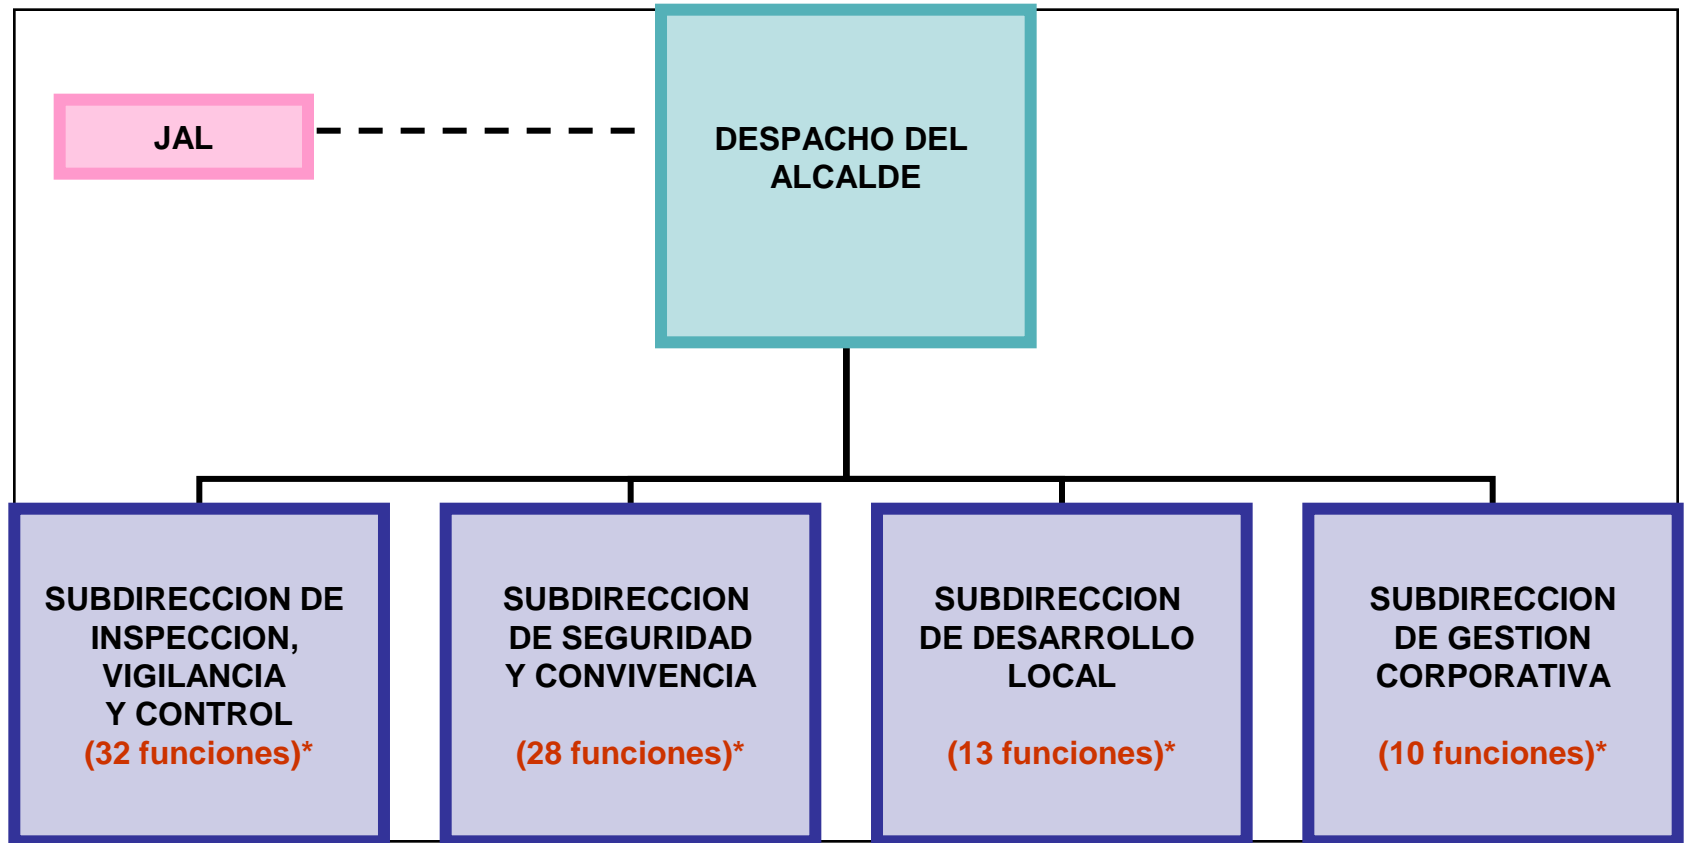 JAL
DESPACHO DEL
ALCALDE
SUBDIRECCION DE
INSPECCION,
VIGILANCIA
Y CONTROL
(32 funciones)*
SUBDIRECCION
DE SEGURIDAD
Y CONVIVENCIA
(28 funciones)*
SUBDIRECCION
DE DESARROLLO
LOCAL
(13 funciones)*
SUBDIRECCION
DE GESTION
CORPORATIVA
(10 funciones)*